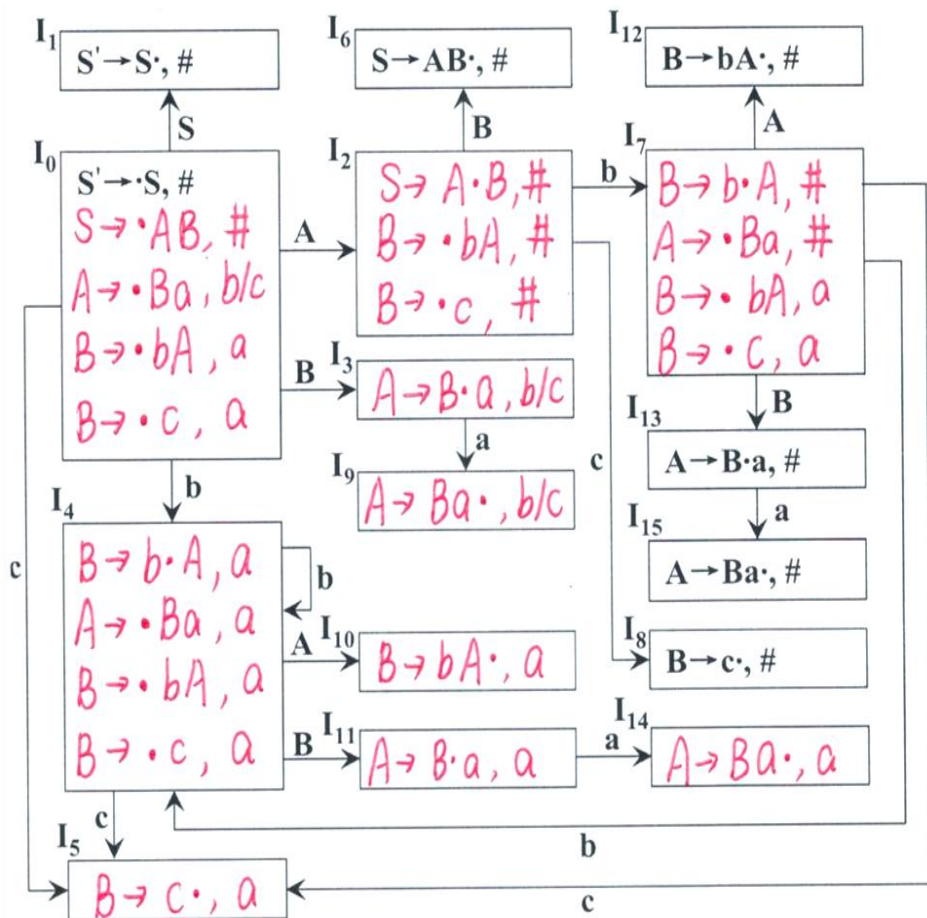 I₁
S'→S·, #
I₆
S→AB·, #
I₁₂
B→bA·, #
S
B
A
I₀
S'→·S, #
S→·AB, #
A→·Ba, b/c
B→·bA, a
B→·c, a
A
I₂
S→A·B, #
B→·bA, #
B→·c, #
b
I₇
B→b·A, #
A→·Ba, #
B→·bA, a
B→·c, a
B
I₃
A→B·a, b/c
a
I₉
A→Ba·, b/c
c
B
I₁₃
A→B·a, #
a
I₁₅
A→Ba·, #
b
c
I₄
B→b·A, a
A→·Ba, a
B→·bA, a
B→·c, a
b
A
I₁₀
B→bA·, a
I₈
B→c·, #
B
I₁₁
A→B·a, a
a
I₁₄
A→Ba·, a
c
b
I₅
B→c·, a
c